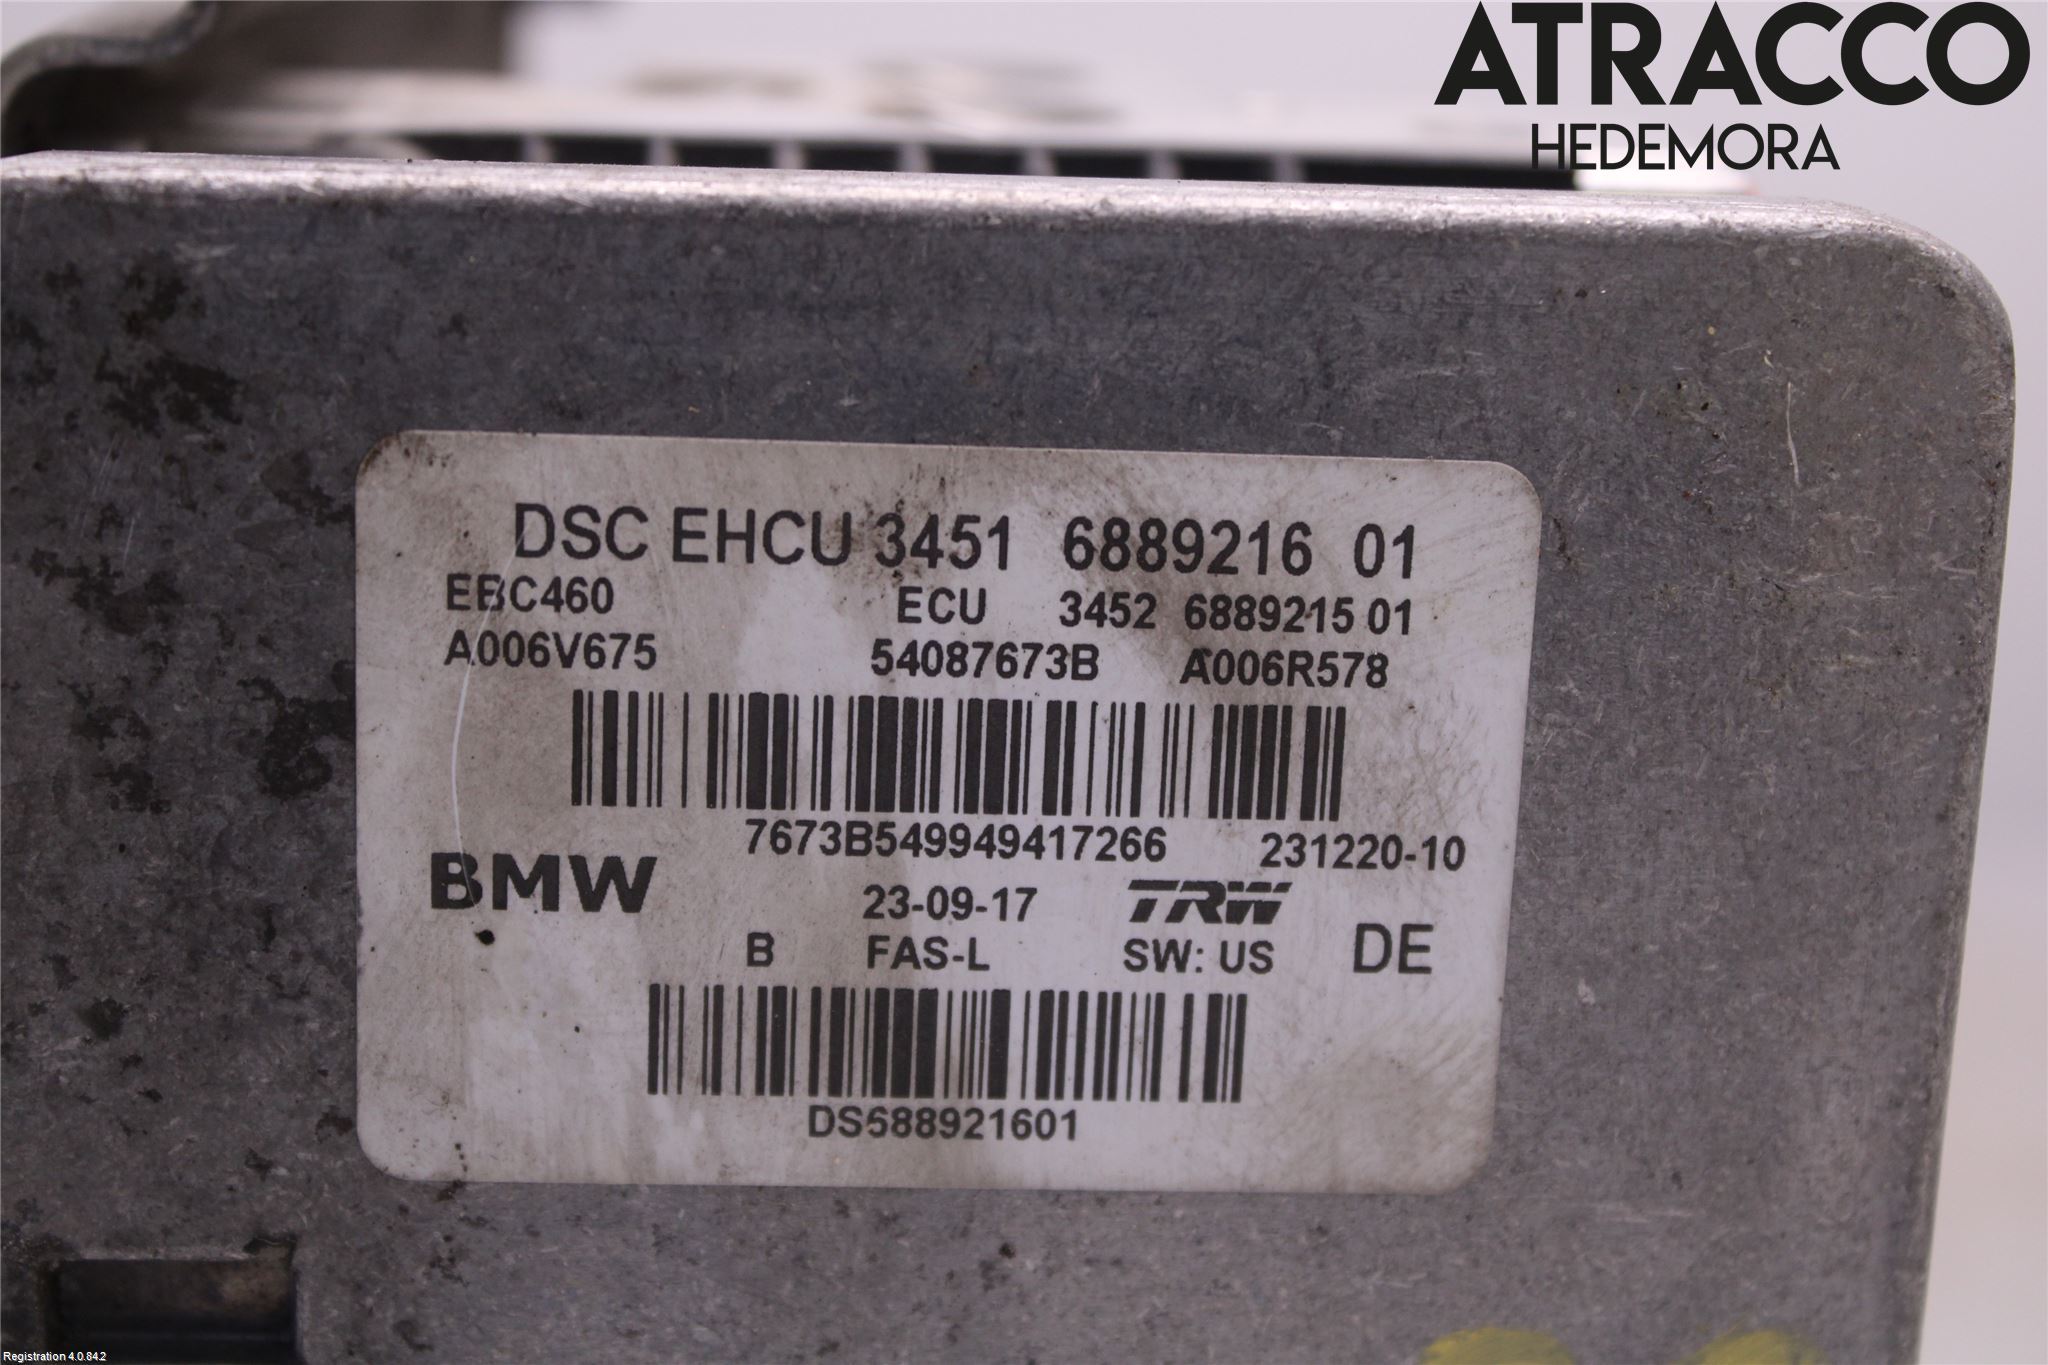 ATRACCO
HEDEMORA
DSC EHCU 3451 6889216 01
EBC460 ECU 3452 6889215 01
A006V675 54087673B A006R578
7673B549949417266 231220-10
BMW 23-09-17 TRW
B FAS-L SW: US DE
DS688921601
Registration 4.0.84.2